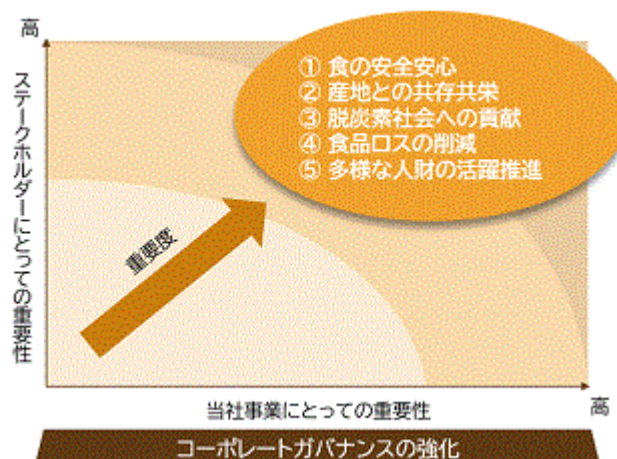 高
ステークホルダーにとっての重要性
① 食の安全安心
② 産地との共存共栄
③ 脱炭素社会への貢献
④ 食品ロスの削減
⑤ 多様な人財の活躍推進
重要度
当社事業にとっての重要性
高
コーポレートガバナンスの強化